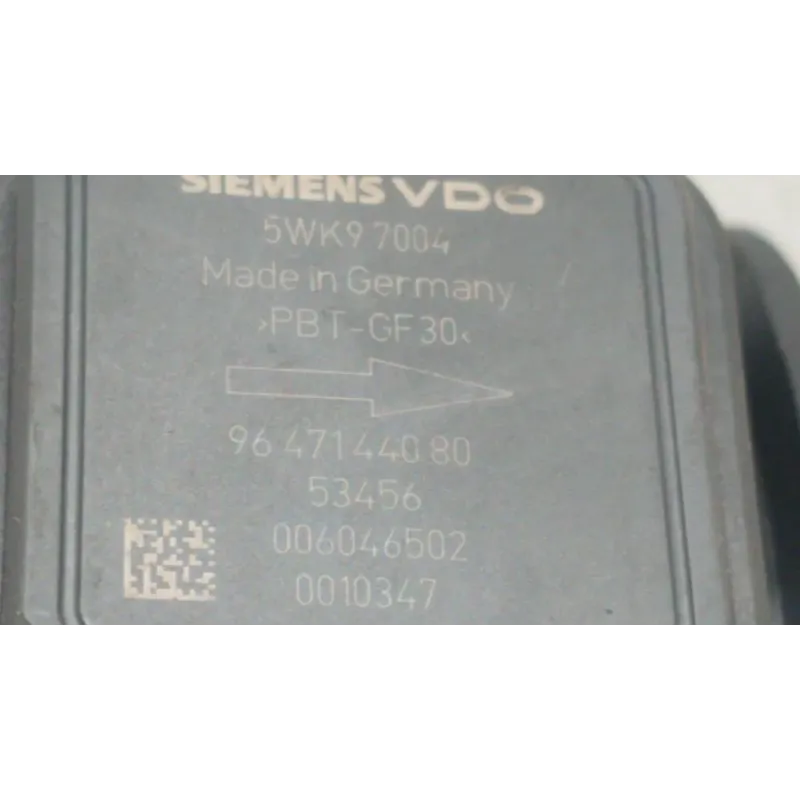 SIEMENS VDO
5WK9 7004
Made in Germany
>PBT-GF30<
96 471 440 80
53456
006046502
0010347